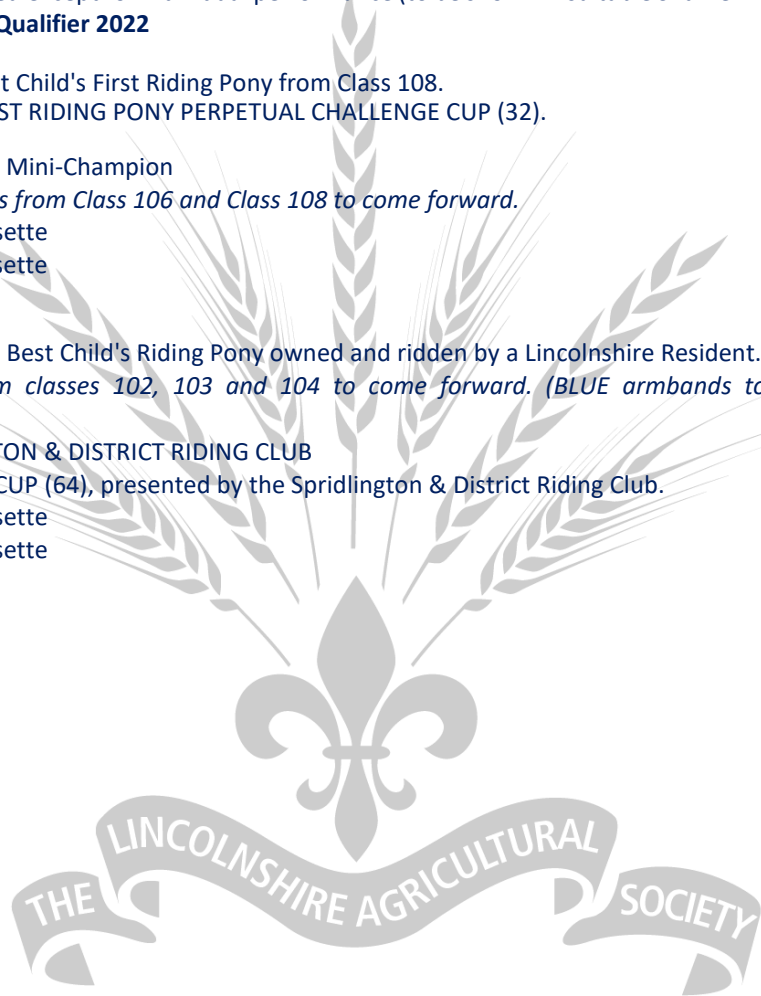 Qualifier 2022
t Child's First Riding Pony from Class 108.
ST RIDING PONY PERPETUAL CHALLENGE CUP (32).
Mini-Champion
s from Class 106 and Class 108 to come forward.
sette
sette
Best Child's Riding Pony owned and ridden by a Lincolnshire Resident.
m classes 102, 103 and 104 to come forward. (BLUE armbands to
TON & DISTRICT RIDING CLUB
CUP (64), presented by the Spridlington & District Riding Club.
sette
sette
THE LINCOLNSHIRE AGRICULTURAL SOCIETY